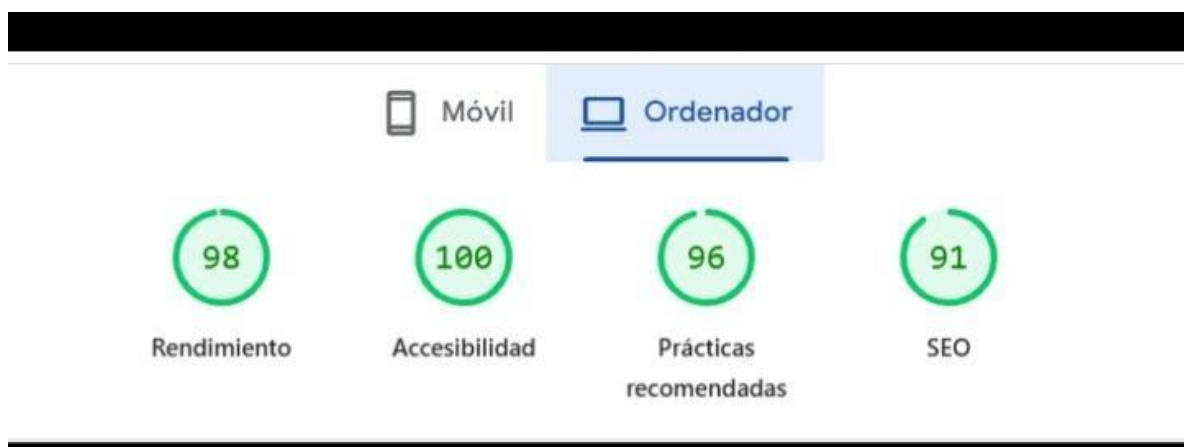 Móvil
Ordenador
98
100
96
91
Rendimiento
Accesibilidad
Prácticas
recomendadas
SEO